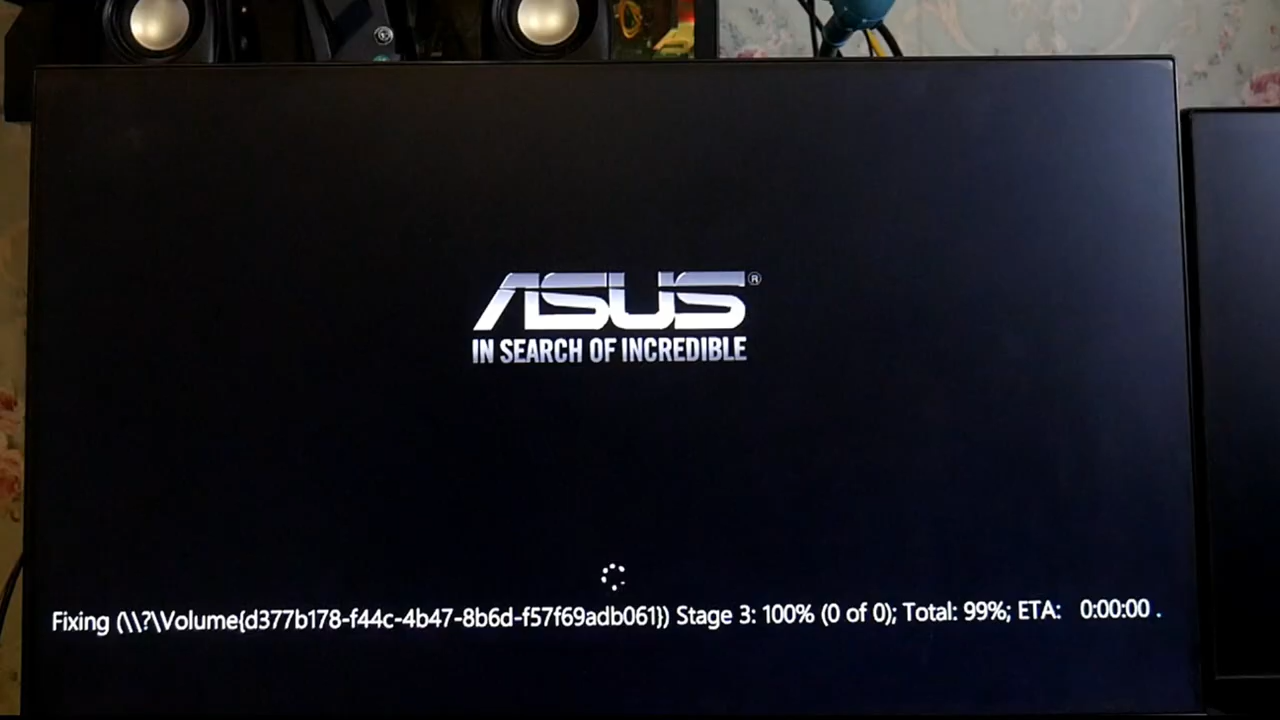 ASUS®
IN SEARCH OF INCREDIBLE
Fixing (\\?\Volume{d377b178-f44c-4b47-8b6d-f57f69adb061}) Stage 3: 100% (0 of 0); Total: 99%; ETA:   0:00:00 .